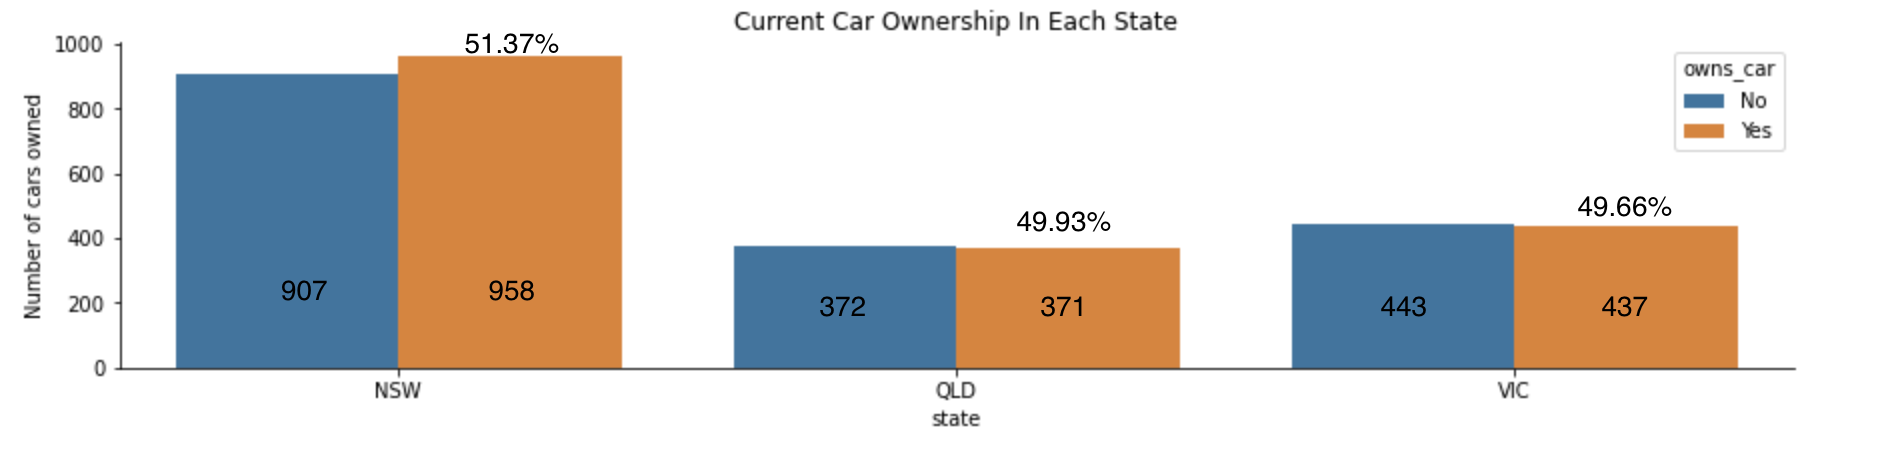 Current Car Ownership In Each State
1000
800
600
400
200
0
Number of cars owned
51.37%
49.93%
49.66%
907
958
372
371
443
437
NSW
QLD
VIC
state
owns_car
No
Yes